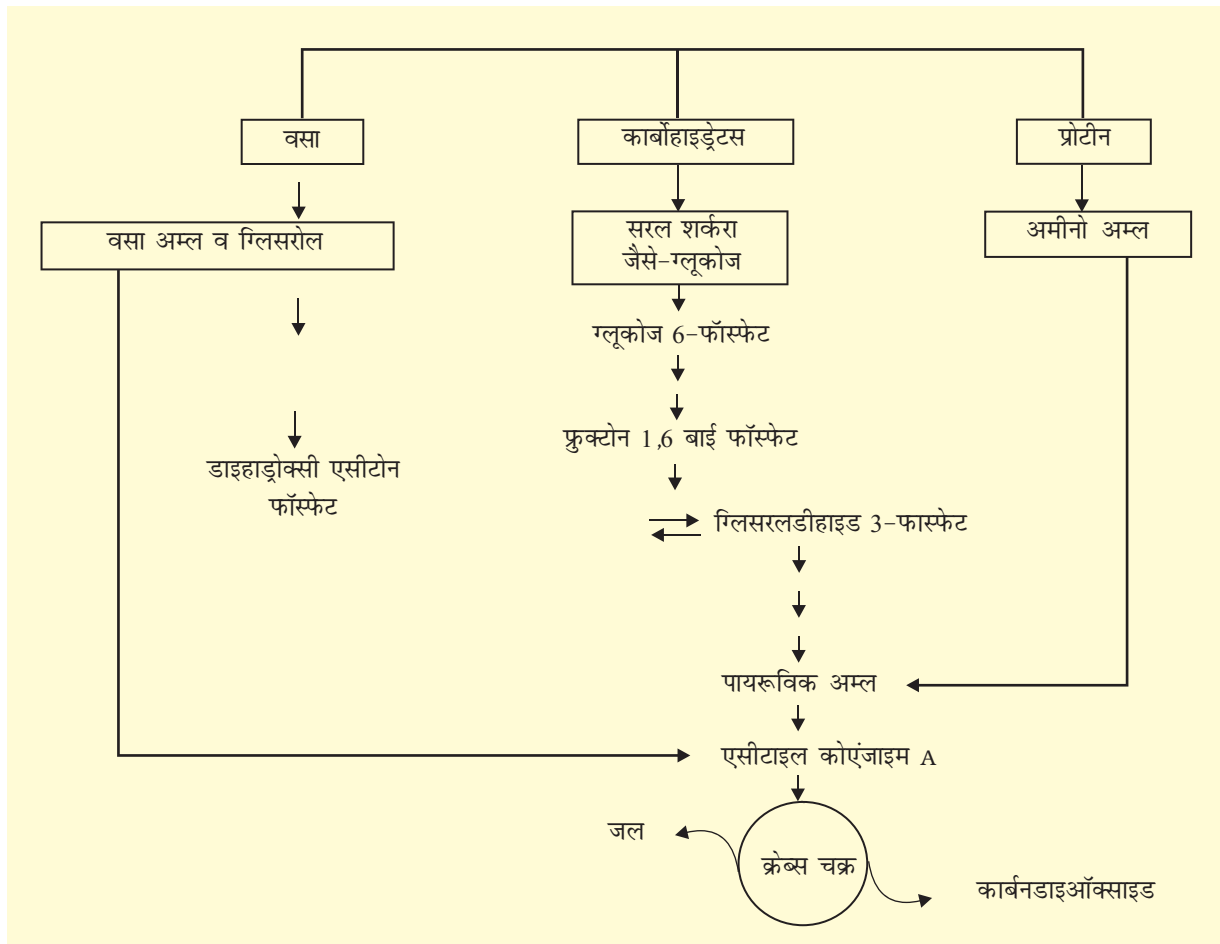 वसा
कार्बोहाइड्रेटस
प्रोटीन
वसा अम्ल व ग्लिसरोल
सरल शर्करा
जैसे-ग्लूकोज
अमीनो अम्ल
ग्लूकोज 6-फॉस्फेट
फ्रुक्टोन 1,6 बाई फॉस्फेट
डाइहाड्रोक्सी एसीटोन
फॉस्फेट
ग्लिसरलडीहाइड 3-फास्फेट
पायरूविक अम्ल
एसीटाइल कोएंजाइम A
जल
क्रेब्स चक्र
कार्बनडाइऑक्साइड